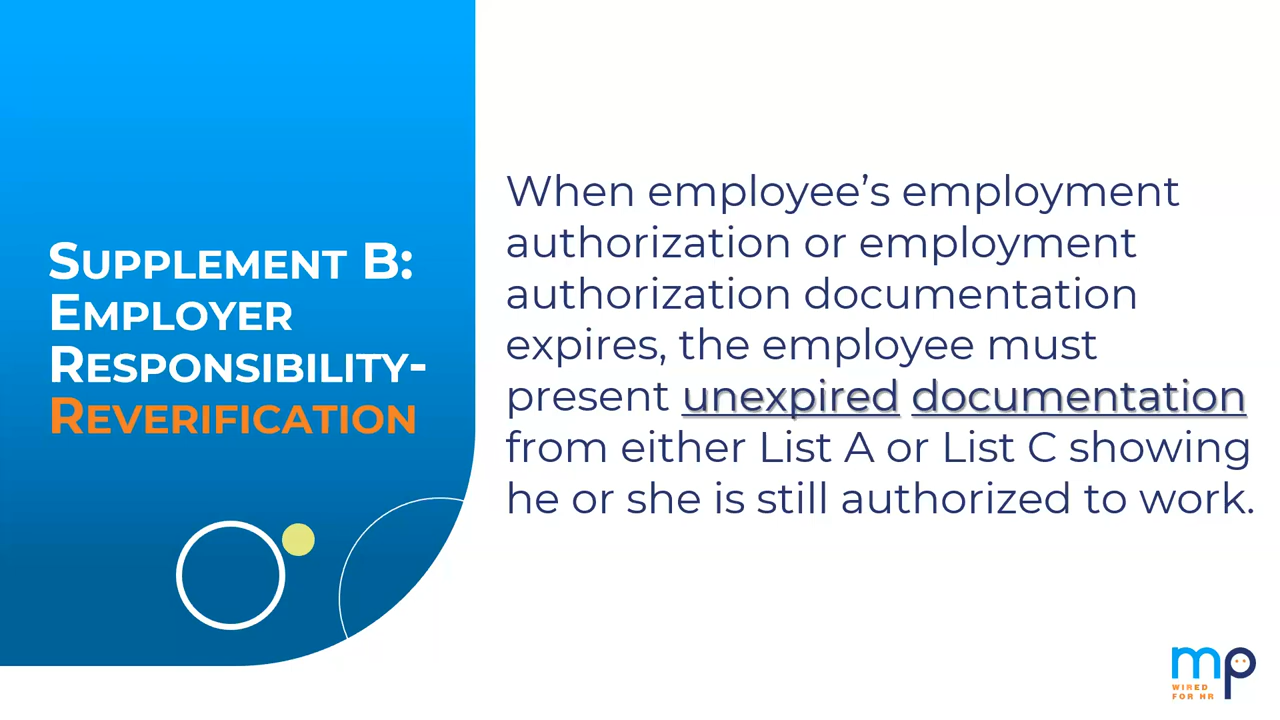 SUPPLEMENT B:
EMPLOYER
RESPONSIBILITY-
REVERIFICATION
When employee’s employment
authorization or employment
authorization documentation
expires, the employee must
present unexpired documentation
from either List A or List C showing
he or she is still authorized to work.
mp
WIRED
FOR HR